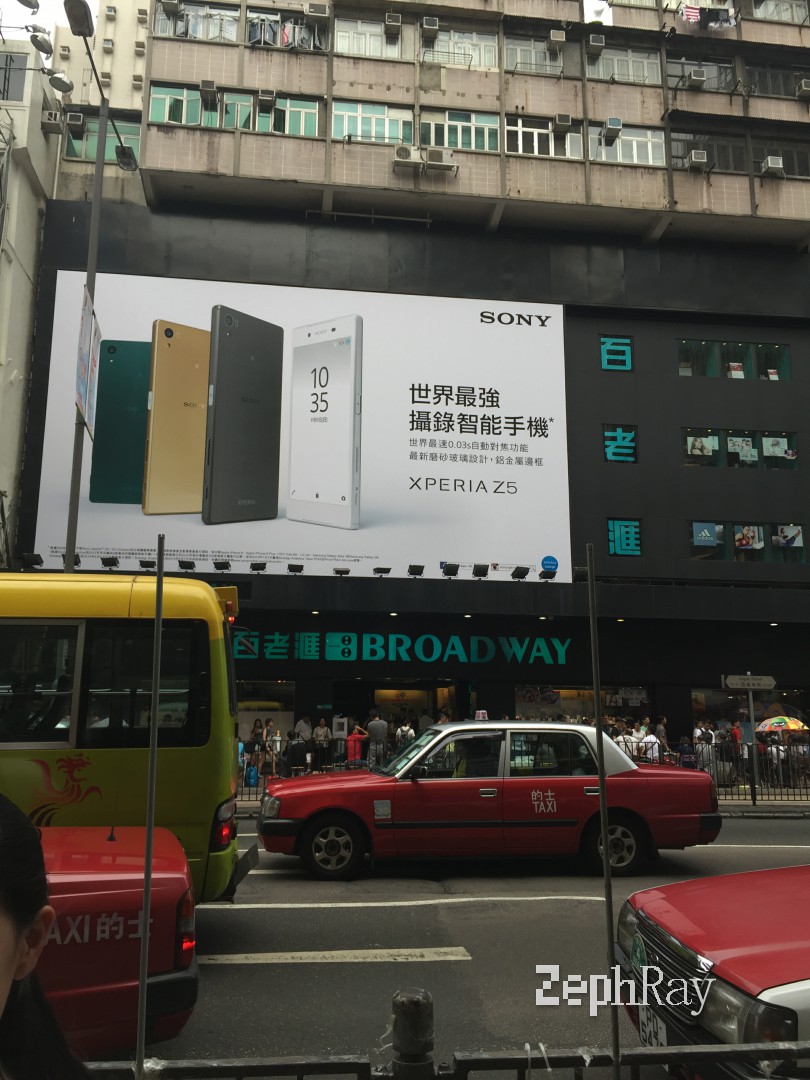 SONY
世界最強
攝錄智能手機*
世界最速0.03s自動對焦功能
最新磨砂玻璃設計，鋁金屬邊框
XPERIA Z5
10
35
百
老
滙
adidas
百老滙 BROADWAY
的士
TAXI
TAXI 的士
ZephRay